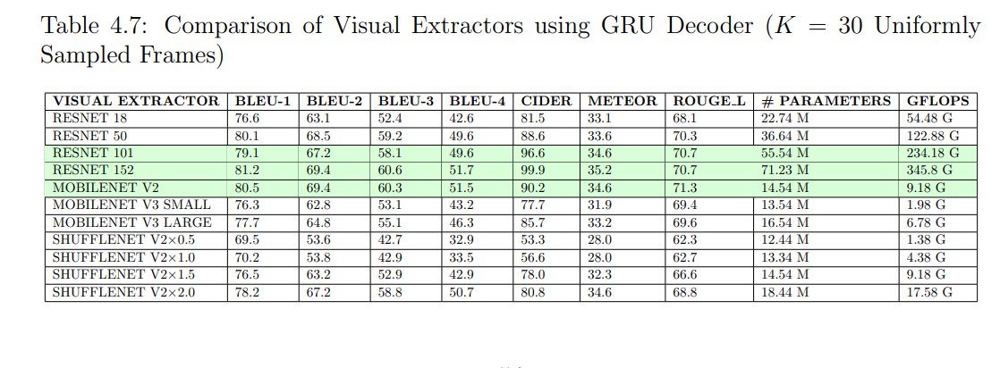 Table 4.7: Comparison of Visual Extractors using GRU Decoder (K = 30 Uniformly
Sampled Frames)
VISUAL EXTRACTOR BLEU-1 BLEU-2 BLEU-3 BLEU-4 CIDER METEOR ROUGE_L # PARAMETERS GFLOPS
RESNET 18 76.6 63.1 52.4 42.6 81.5 33.1 68.1 22.74 M 54.48 G
RESNET 50 80.1 68.5 59.2 49.6 88.6 33.6 70.3 36.64 M 122.88 G
RESNET 101 79.1 67.2 58.1 49.6 96.6 34.6 70.7 55.54 M 234.18 G
RESNET 152 81.2 69.4 60.6 51.7 99.9 35.2 70.7 71.23 M 345.8 G
MOBILENET V2 80.5 69.4 60.3 51.5 90.2 34.6 71.3 14.54 M 9.18 G
MOBILENET V3 SMALL 76.3 62.8 53.1 43.2 77.7 31.9 69.4 13.54 M 1.98 G
MOBILENET V3 LARGE 77.7 64.8 55.1 46.3 85.7 33.2 69.6 16.54 M 6.78 G
SHUFFLENET V2×0.5 69.5 53.6 42.7 32.9 53.3 28.0 62.3 12.44 M 1.38 G
SHUFFLENET V2×1.0 70.2 53.8 42.9 33.5 56.6 28.0 62.7 13.34 M 4.38 G
SHUFFLENET V2×1.5 76.5 63.2 52.9 42.9 78.0 32.3 66.6 14.54 M 9.18 G
SHUFFLENET V2×2.0 78.2 67.2 58.8 50.7 80.8 34.6 68.8 18.44 M 17.58 G